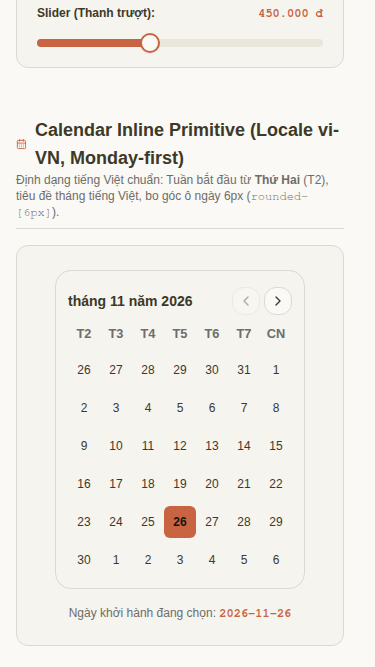 Slider (Thanh trượt): 450.000 đ
Calendar Inline Primitive (Locale vi-
VN, Monday-first)
Định dạng tiếng Việt chuẩn: Tuần bắt đầu từ Thứ Hai (T2),
tiêu đề tháng tiếng Việt, bo góc ô ngày 6px (rounded-
[6px]).
tháng 11 năm 2026
T2 T3 T4 T5 T6 T7 CN
26 27 28 29 30 31 1
2 3 4 5 6 7 8
9 10 11 12 13 14 15
16 17 18 19 20 21 22
23 24 25 26 27 28 29
30 1 2 3 4 5 6
Ngày khởi hành đang chọn: 2026-11-26